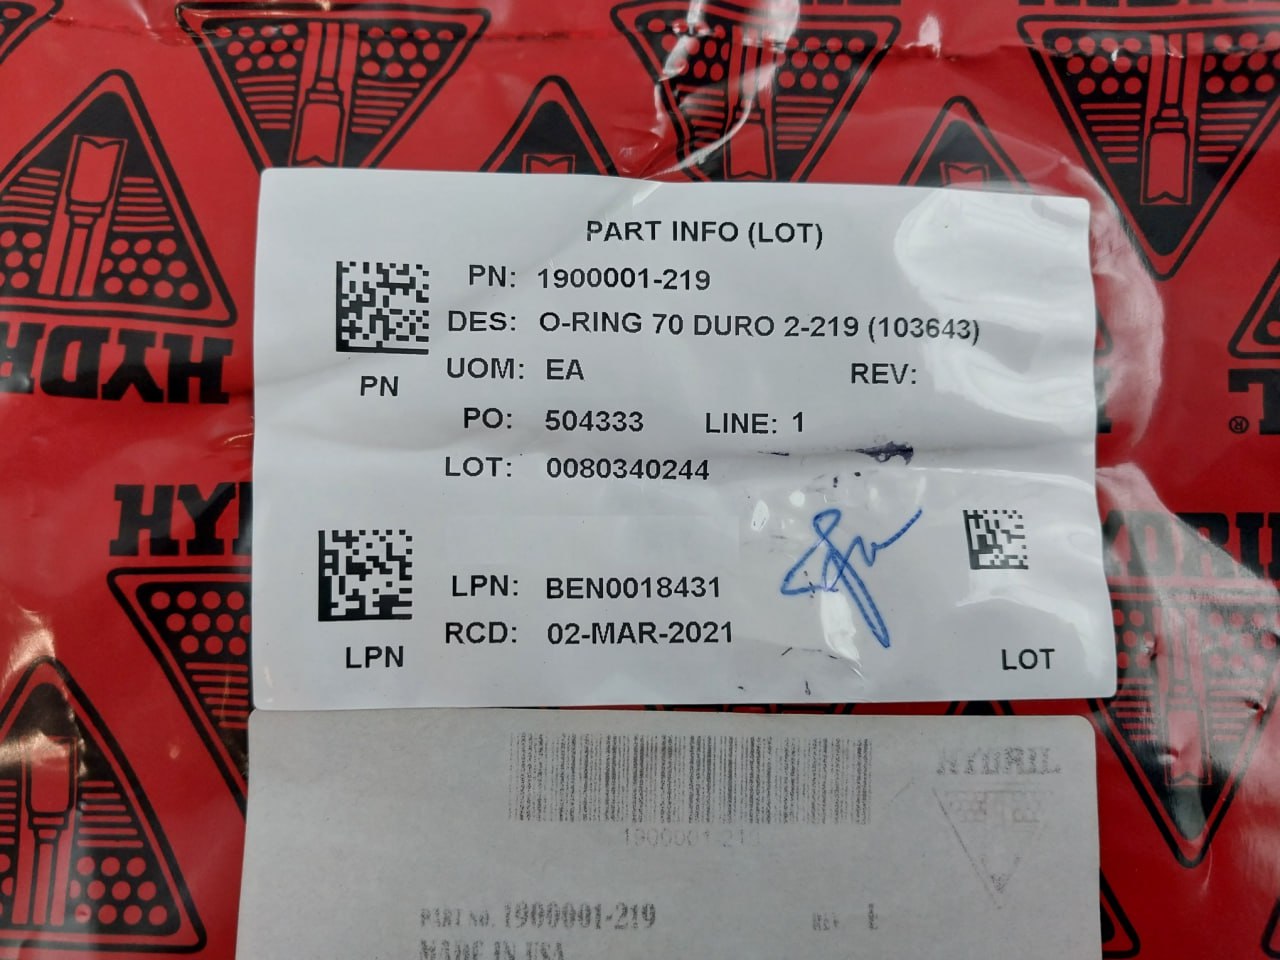 HYDRIL
PART INFO (LOT)
PN: 1900001-219
DES: O-RING 70 DURO 2-219 (103643)
PN
UOM: EA REV:
PO: 504333 LINE: 1
LOT: 0080340244
LPN: BEN0018431
RCD: 02-MAR-2021
LPN
LOT
HYDRIL
1900001-219
PART NO. 1900001-219 REV
MADE IN USA